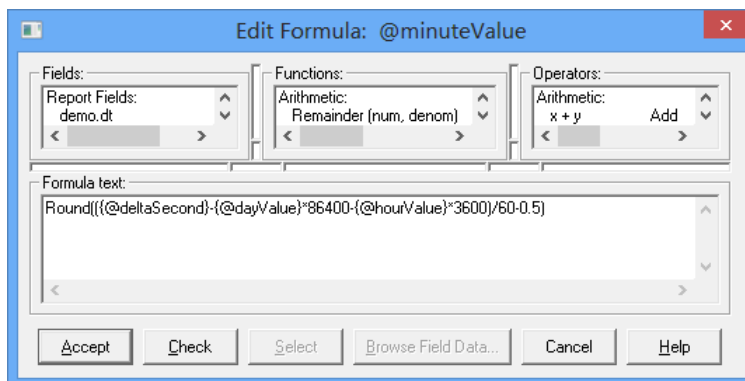 Edit Formula: @minuteValue
×
Fields:
Functions:
Operators:
Report Fields:
demo.dt
Arithmetic:
Remainder (num, denom)
Arithmetic:
x + y Add
Formula text:
Round(({@deltaSecond}-{@dayValue}*86400-{@hourValue}*3600)/60-0.5)
Accept Check Select Browse Field Data... Cancel Help